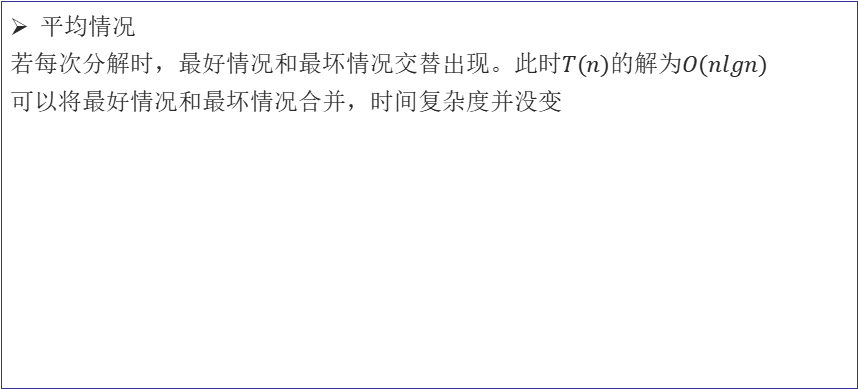 ➢ 平均情况
若每次分解时，最好情况和最坏情况交替出现。此时T(n)的解为O(nlgn)
可以将最好情况和最坏情况合并，时间复杂度并没变